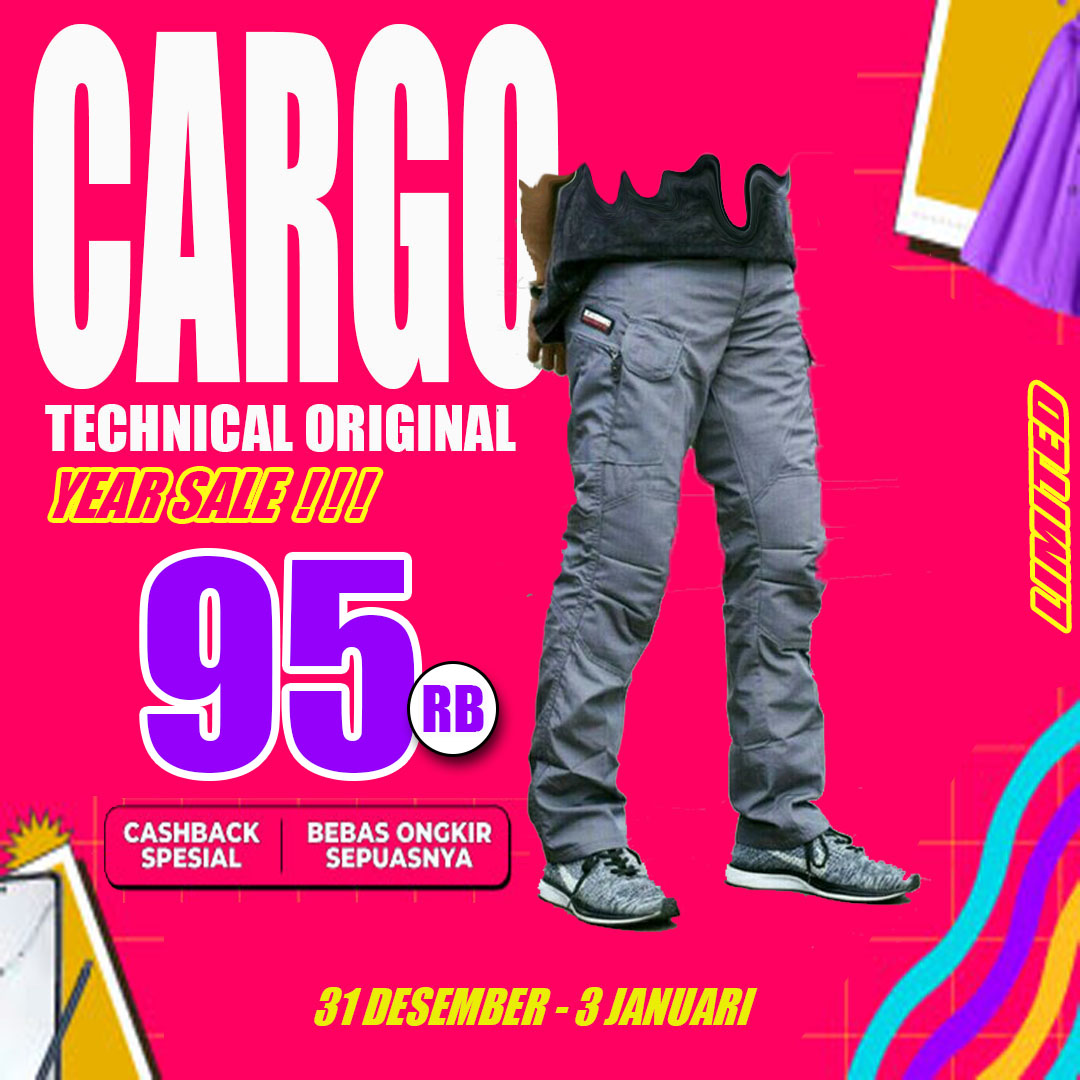 CARGO
TECHNICAL ORIGINAL
YEAR SALE !!!
95
RB
CASHBACK
SPESIAL
BEBAS ONGKIR
SEPUASNYA
LIMITED
31 DESEMBER - 3 JANUARI